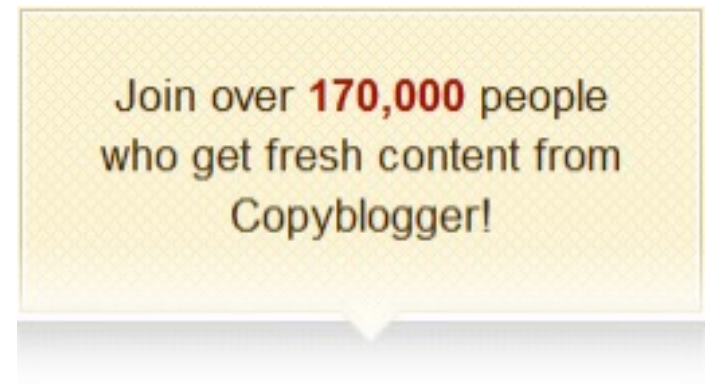 Join over 170,000 people
who get fresh content from
Copyblogger!